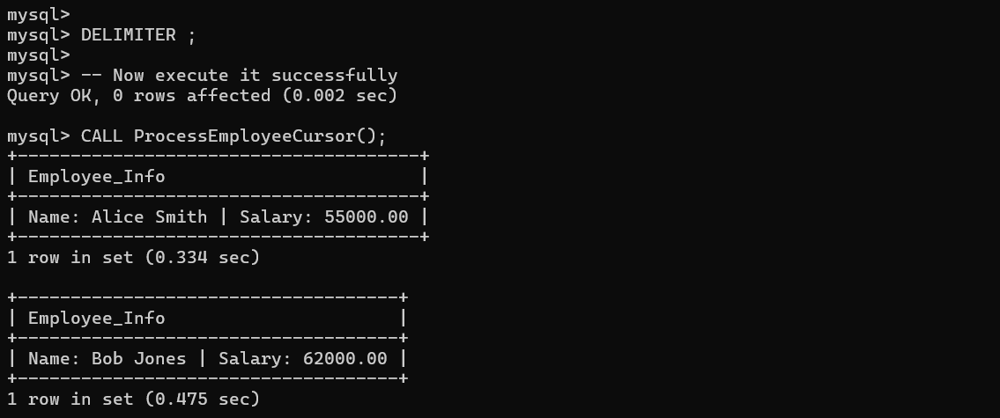 mysql>
mysql> DELIMITER ;
mysql>
mysql> -- Now execute it successfully
Query OK, 0 rows affected (0.002 sec)
mysql> CALL ProcessEmployeeCursor();
+-------------------------------------+
| Employee_Info                        |
+-------------------------------------+
| Name: Alice Smith | Salary: 55000.00 |
+-------------------------------------+
1 row in set (0.334 sec)
+-----------------------------------+
| Employee_Info                      |
+-----------------------------------+
| Name: Bob Jones | Salary: 62000.00 |
+-----------------------------------+
1 row in set (0.475 sec)